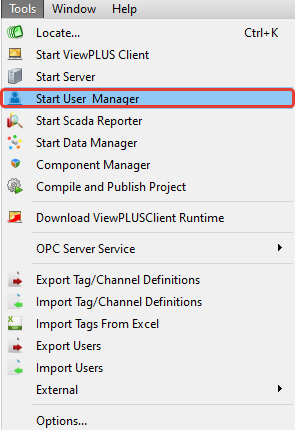 Tools Window Help
Locate... Ctrl+K
Start ViewPLUS Client
Start Server
Start User  Manager
Start Scada Reporter
Start Data Manager
Component Manager
Compile and Publish Project
Download ViewPLUSClient Runtime
OPC Server Service
Export Tag/Channel Definitions
Import Tag/Channel Definitions
Import Tags From Excel
Export Users
Import Users
External
Options...